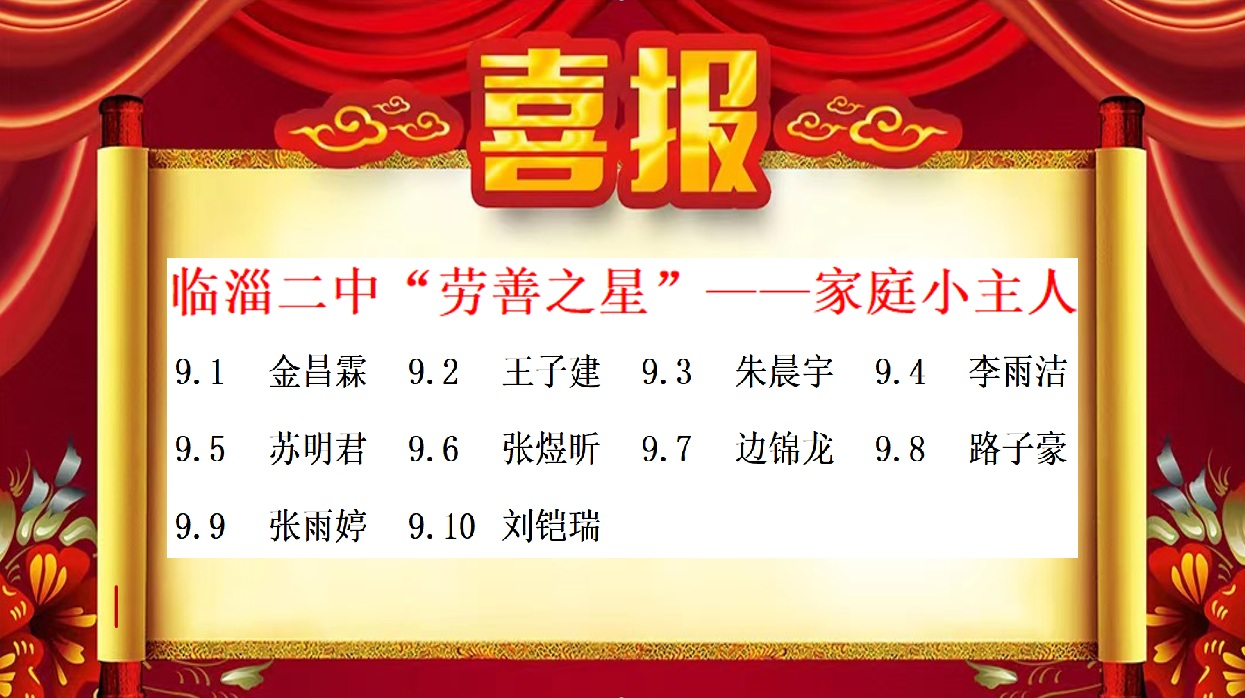 喜报
临淄二中“劳善之星”——家庭小主人
9.1 金昌霖 9.2 王子建 9.3 朱晨宇 9.4 李雨洁
9.5 苏明君 9.6 张煜昕 9.7 边锦龙 9.8 路子豪
9.9 张雨婷 9.10 刘铠瑞